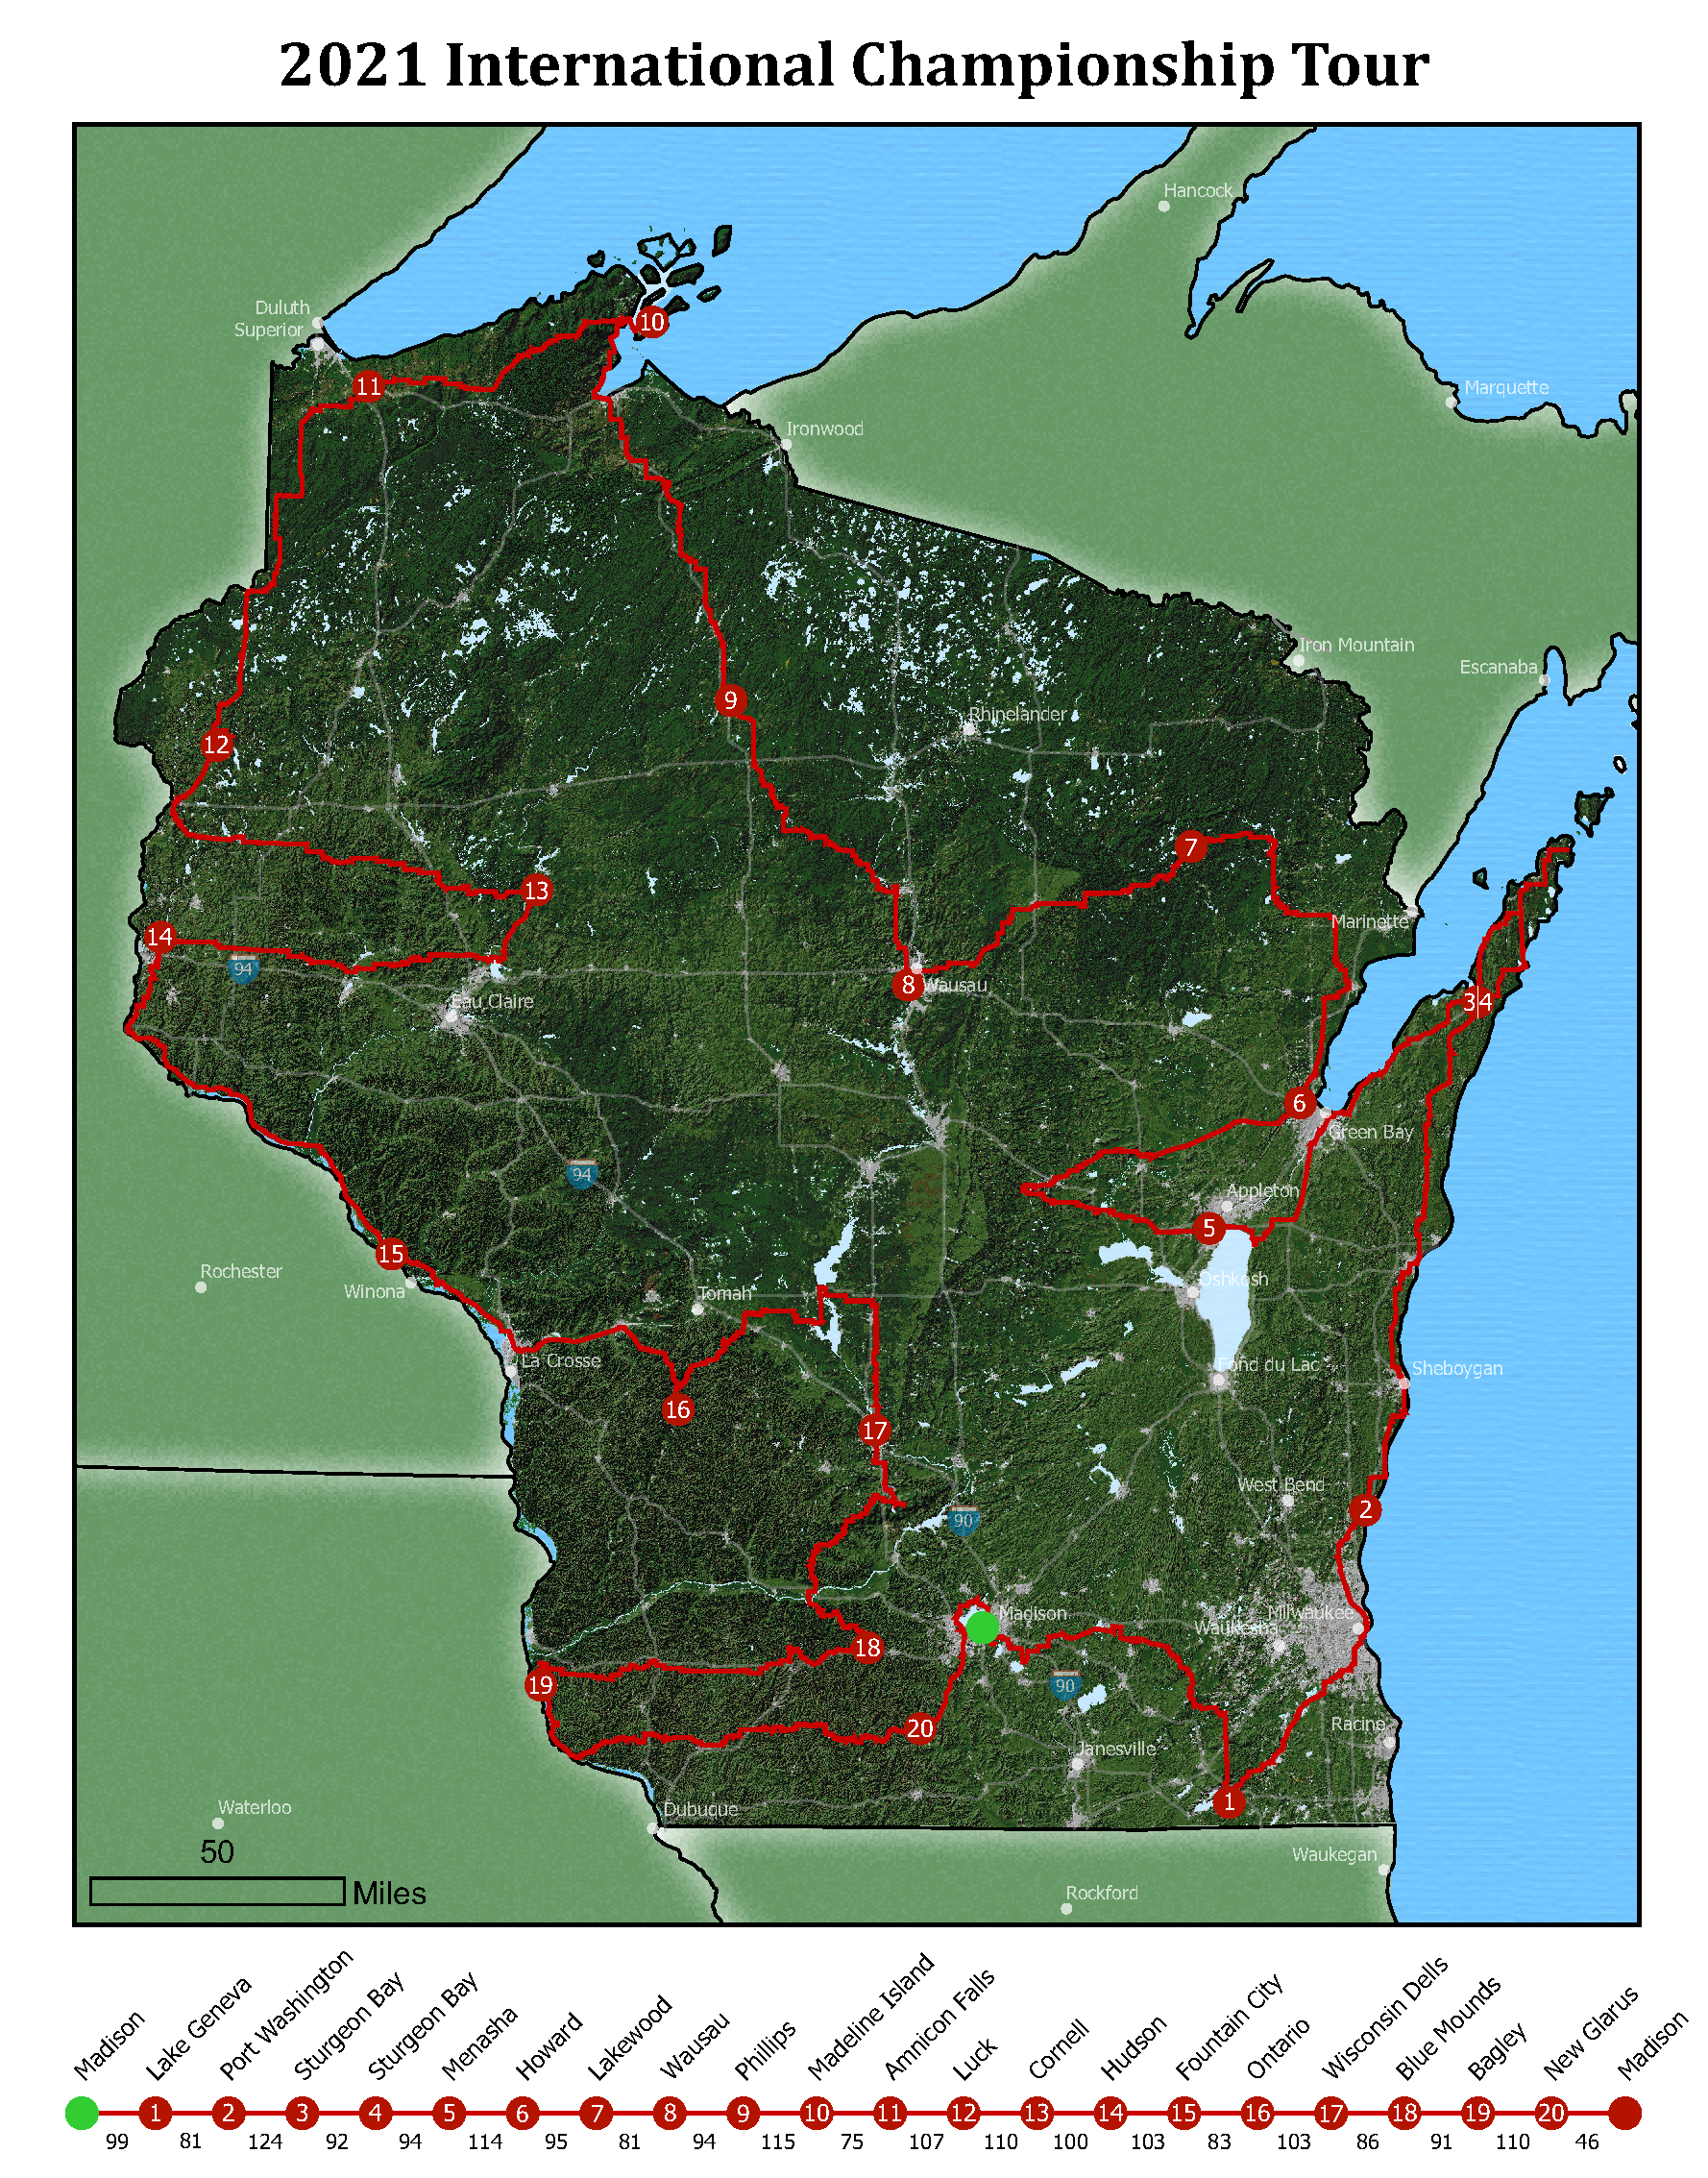 2021 International Championship Tour
Hancock
Duluth
Superior
10
11
Marquette
Ironwood
Iron Mountain
Escanaba
9
Rhinelander
12
7
13
Marinette
14
94
8
Wausau
3|4
Eau Claire
6
Green Bay
94
Appleton
5
15
Rochester
Winona
Oshkosh
Tomah
La Crosse
Fond du Lac
Sheboygan
16
17
West Bend
2
90
Madison
Milwaukee
Waukesha
18
19
90
20
Racine
Janesville
1
Waterloo
Dubuque
50
Miles
Waukegan
Rockford
Madison
Lake Geneva
Port Washington
Sturgeon Bay
Sturgeon Bay
Menasha
Howard
Lakewood
Wausau
Phillips
Madeline Island
Amnicon Falls
Luck
Cornell
Hudson
Fountain City
Ontario
Wisconsin Dells
Blue Mounds
Bagley
New Glarus
Madison
1 2 3 4 5 6 7 8 9 10 11 12 13 14 15 16 17 18 19 20
99 81 124 92 94 114 95 81 94 115 75 107 110 100 103 83 103 86 91 110 46